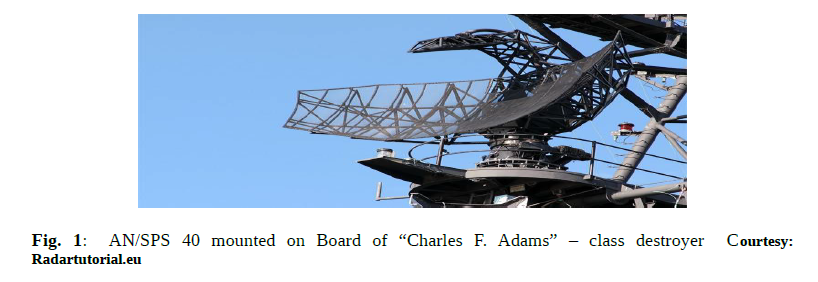 Fig. 1: AN/SPS 40 mounted on Board of “Charles F. Adams” – class destroyer Courtesy:
Radartutorial.eu